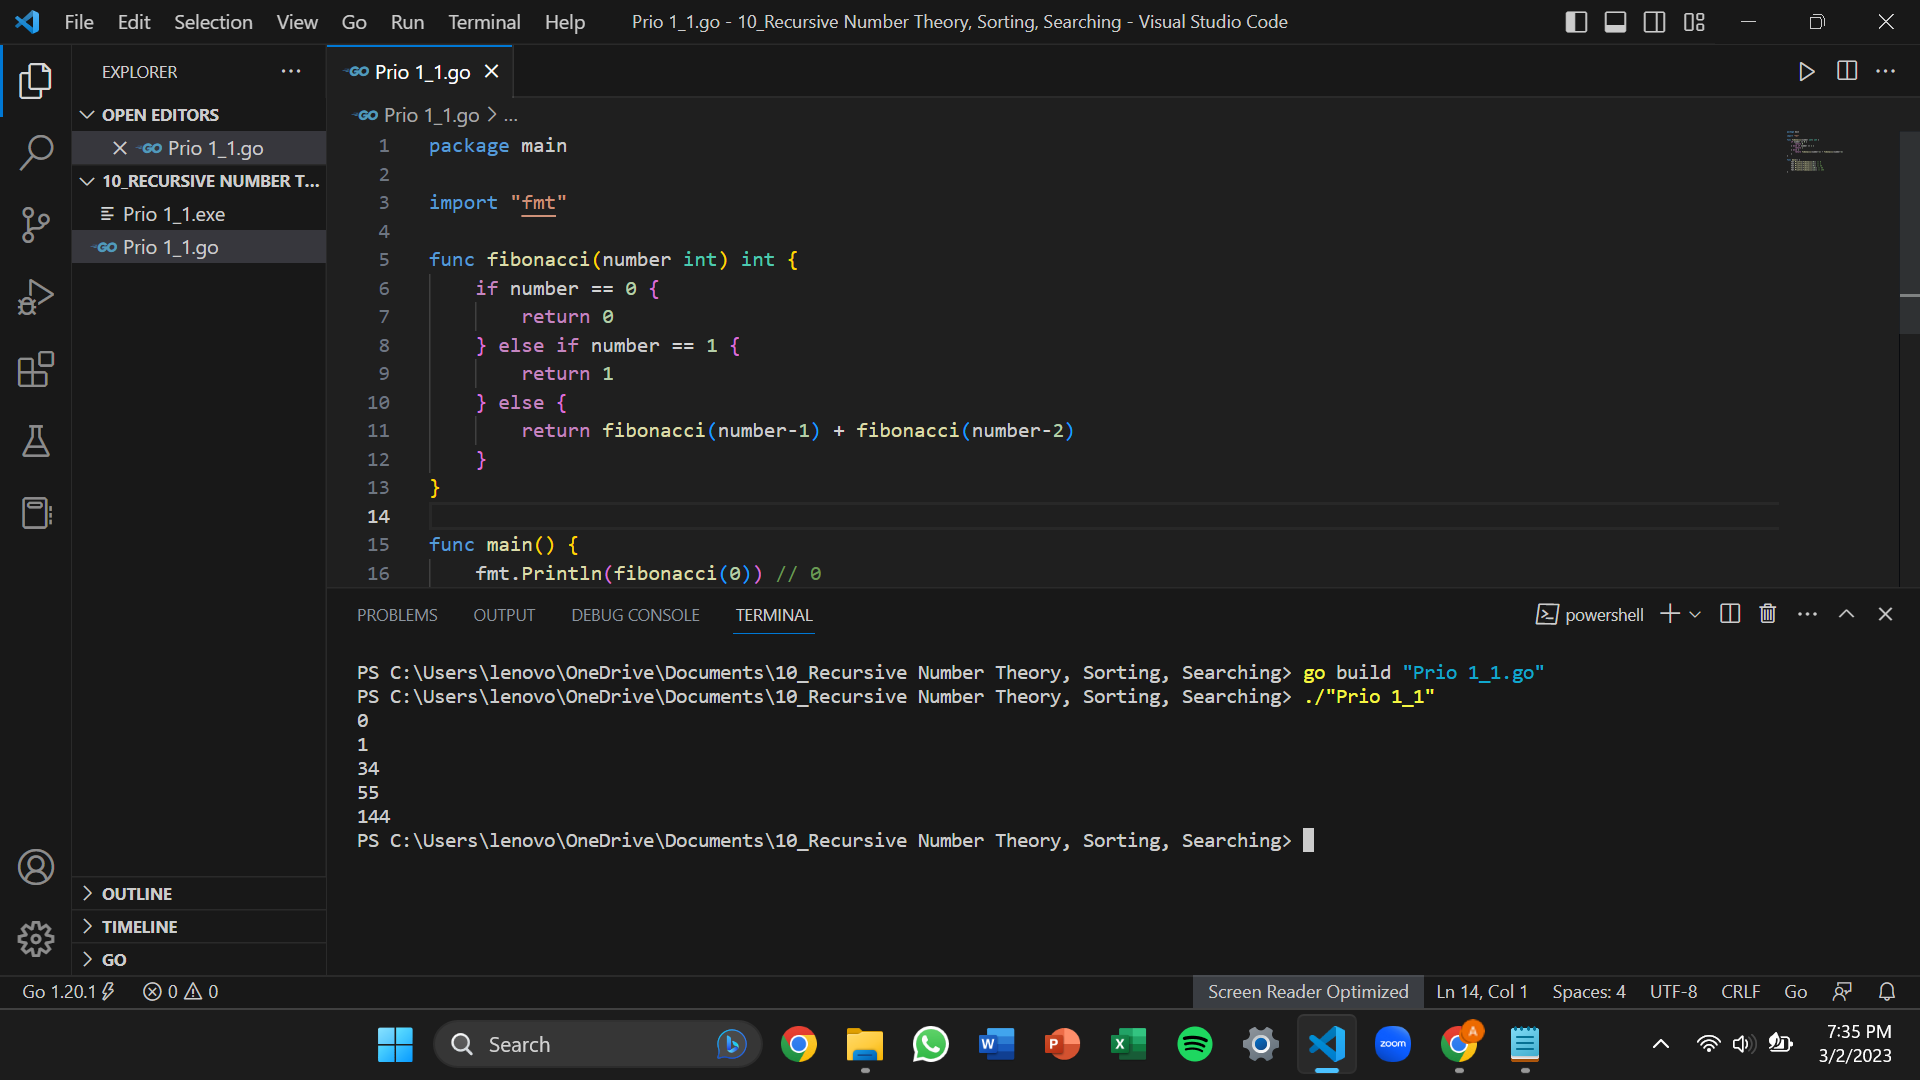 File Edit Selection View Go Run Terminal Help
Prio 1_1.go - 10_Recursive Number Theory, Sorting, Searching - Visual Studio Code
EXPLORER
OPEN EDITORS
Prio 1_1.go
10_RECURSIVE NUMBER T...
Prio 1_1.exe
Prio 1_1.go
OUTLINE
TIMELINE
GO
Prio 1_1.go
Prio 1_1.go > ...
1 package main
2
3 import "fmt"
4
5 func fibonacci(number int) int {
6 if number == 0 {
7 return 0
8 } else if number == 1 {
9 return 1
10 } else {
11 return fibonacci(number-1) + fibonacci(number-2)
12 }
13 }
14
15 func main() {
16 fmt.Println(fibonacci(0)) // 0
PROBLEMS OUTPUT DEBUG CONSOLE TERMINAL
powershell
PS C:\Users\lenovo\OneDrive\Documents\10_Recursive Number Theory, Sorting, Searching> go build "Prio 1_1.go"
PS C:\Users\lenovo\OneDrive\Documents\10_Recursive Number Theory, Sorting, Searching> ./"Prio 1_1"
0
1
34
55
144
PS C:\Users\lenovo\OneDrive\Documents\10_Recursive Number Theory, Sorting, Searching>
Go 1.20.1 0 0
Screen Reader Optimized Ln 14, Col 1 Spaces: 4 UTF-8 CRLF Go
Search
zoom
A
7:35 PM
3/2/2023